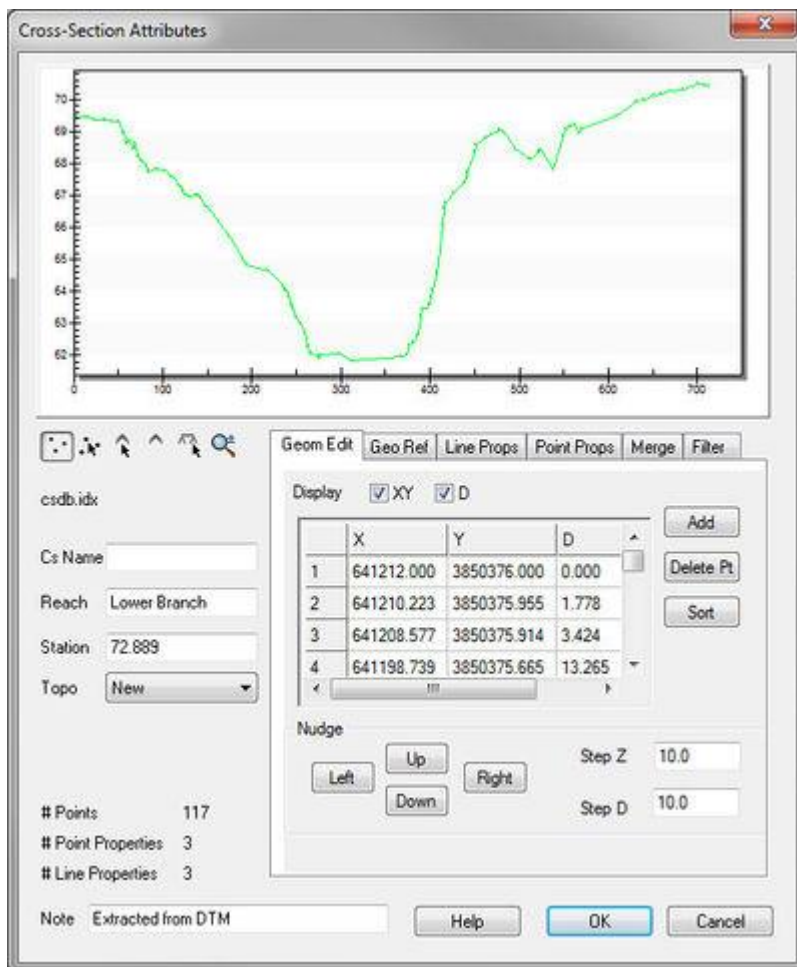 Cross-Section Attributes
70
69
68
67
66
65
64
63
62
0 100 200 300 400 500 600 700
csdb.idx
Cs Name
Reach Lower Branch
Station 72.889
Topo New
# Points 117
# Point Properties 3
# Line Properties 3
Geom Edit Geo Ref Line Props Point Props Merge Filter
Display XY D
X Y D
1 641212.000 3850376.000 0.000
2 641210.223 3850375.955 1.778
3 641208.577 3850375.914 3.424
4 641198.739 3850375.665 13.265
Add
Delete Pt
Sort
Nudge
Left
Up
Down
Right
Step Z 10.0
Step D 10.0
Note Extracted from DTM
Help OK Cancel